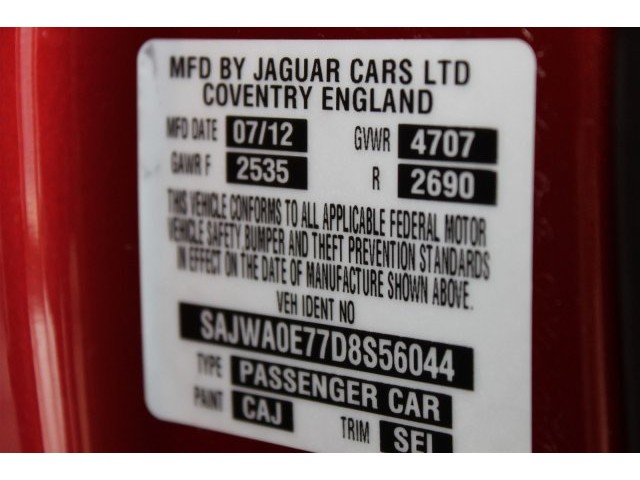 MFD BY JAGUAR CARS LTD
COVENTRY ENGLAND
MFD DATE 07/12 GVWR 4707
GAWR F 2535 R 2690
THIS VEHICLE CONFORMS TO ALL APPLICABLE FEDERAL MOTOR
VEHICLE SAFETY,BUMPER AND THEFT PREVENTION STANDARDS
IN EFFECT ON THE DATE OF MANUFACTURE SHOWN ABOVE.
VEH IDENT NO
SAJWA0E77D8S56044
TYPE PASSENGER CAR
PAINT CAJ TRIM SEI